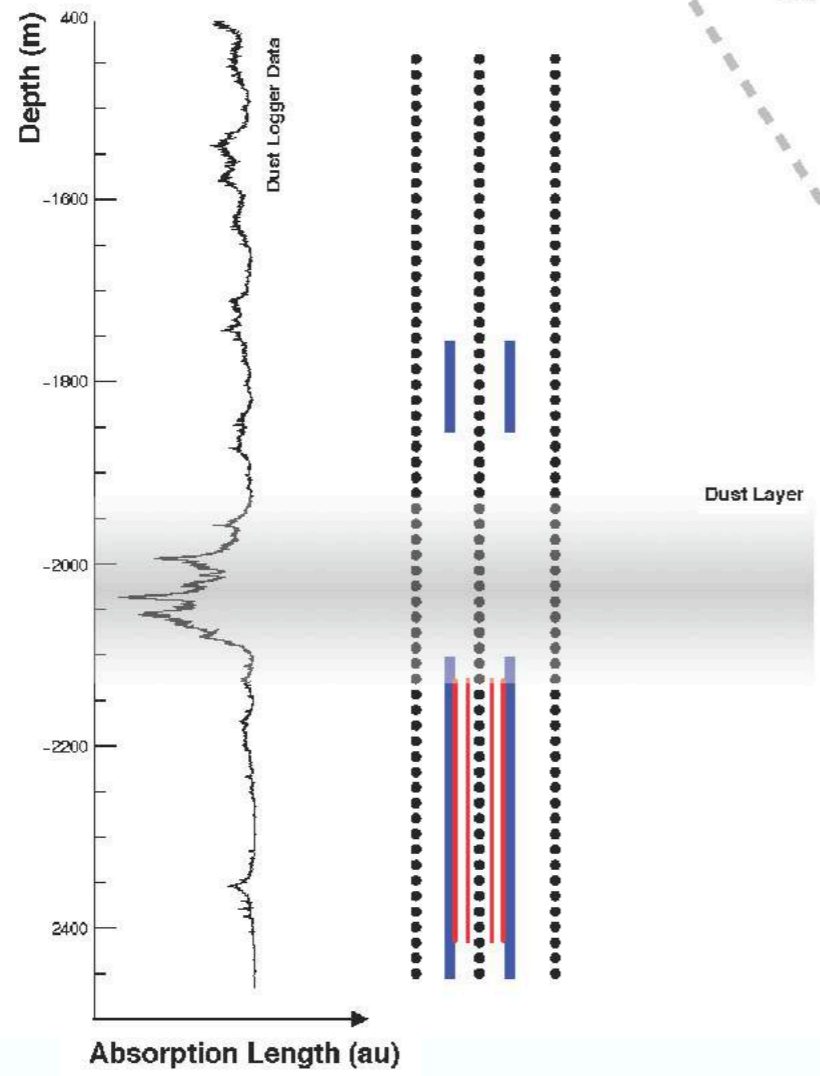 Depth (m)
400
Dust Logger Data
-1600
-1800
Dust Layer
-2000
-2200
2400
Absorption Length (au)